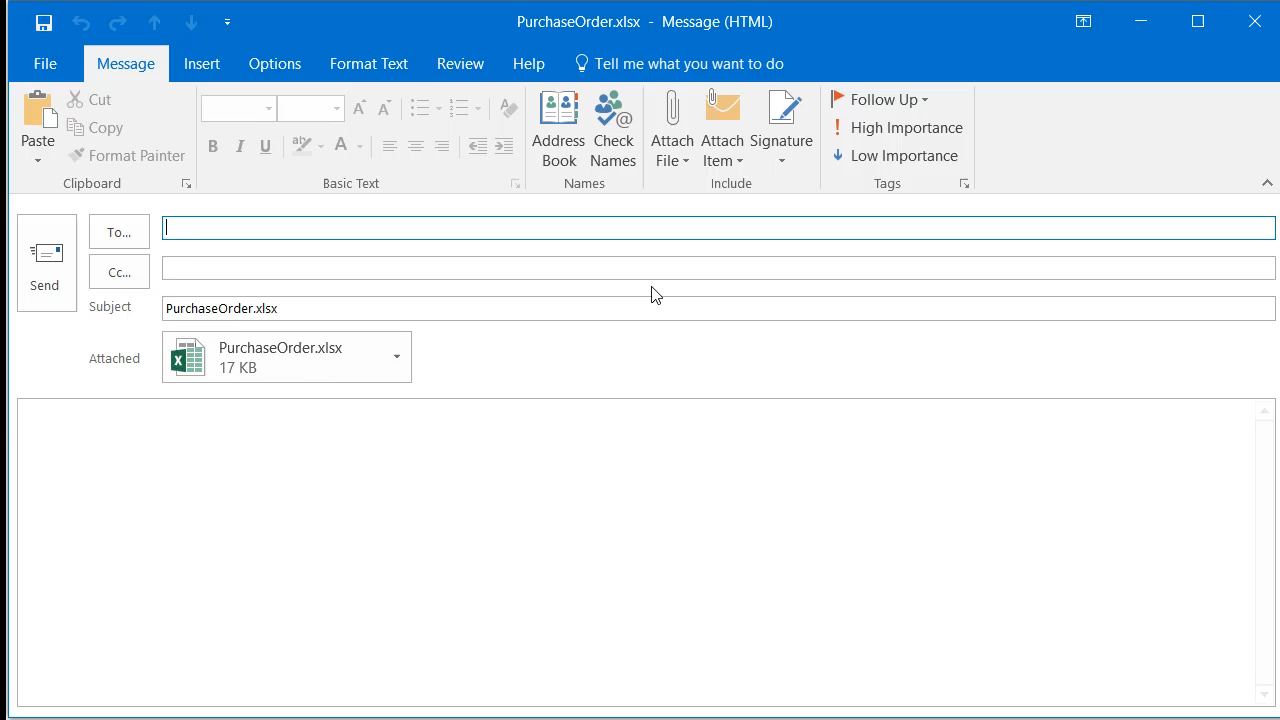 PurchaseOrder.xlsx - Message (HTML)
File Message Insert Options Format Text Review Help Tell me what you want to do
Paste
Cut
Copy
Format Painter
Clipboard
B I U A
Basic Text
Address Book
Check Names
Names
Attach File
Attach Item
Signature
Include
Follow Up
High Importance
Low Importance
Tags
Send
To...
Cc...
Subject PurchaseOrder.xlsx
Attached PurchaseOrder.xlsx
17 KB